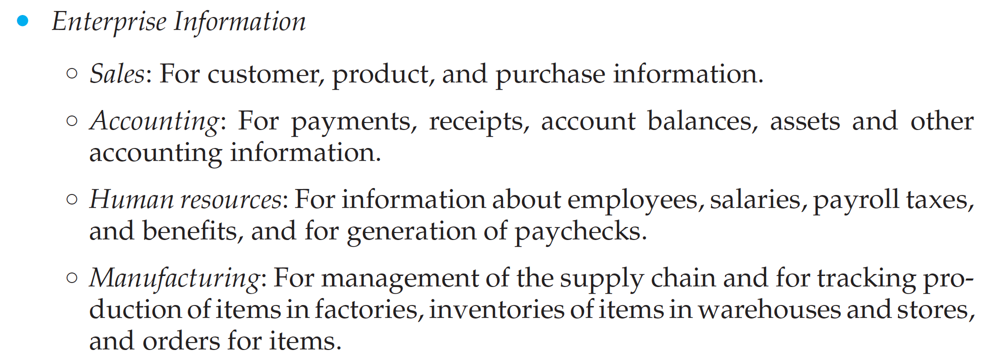 • Enterprise Information
◦ Sales: For customer, product, and purchase information.
◦ Accounting: For payments, receipts, account balances, assets and other
accounting information.
◦ Human resources: For information about employees, salaries, payroll taxes,
and benefits, and for generation of paychecks.
◦ Manufacturing: For management of the supply chain and for tracking pro-
duction of items in factories, inventories of items in warehouses and stores,
and orders for items.